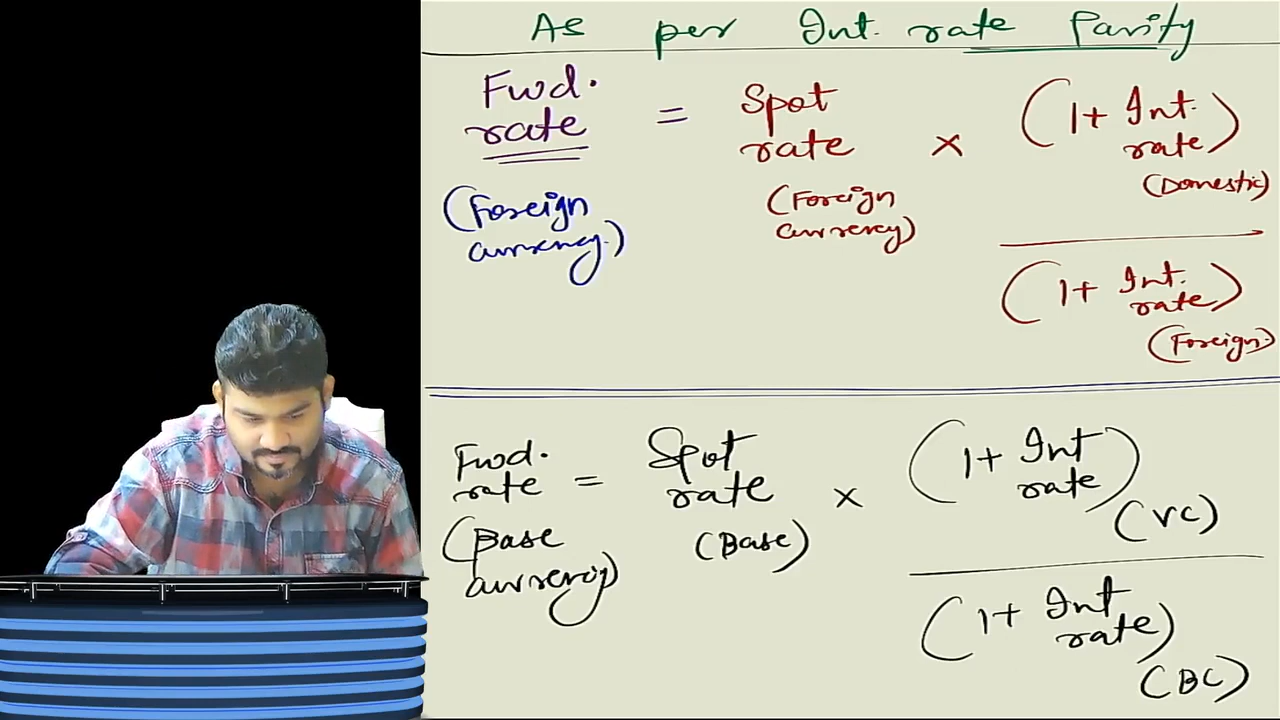 As per Int. rate Parity
Fwd. rate = Spot rate × (1+ Int. rate)
(Domestic)
(Foreign currency) (Foreign currency)
(1+ Int. rate)
(Foreign)
Fwd. rate = Spot rate × (1+ Int rate)
(VC)
(Base currency) (Base)
(1+ Int rate)
(BC)